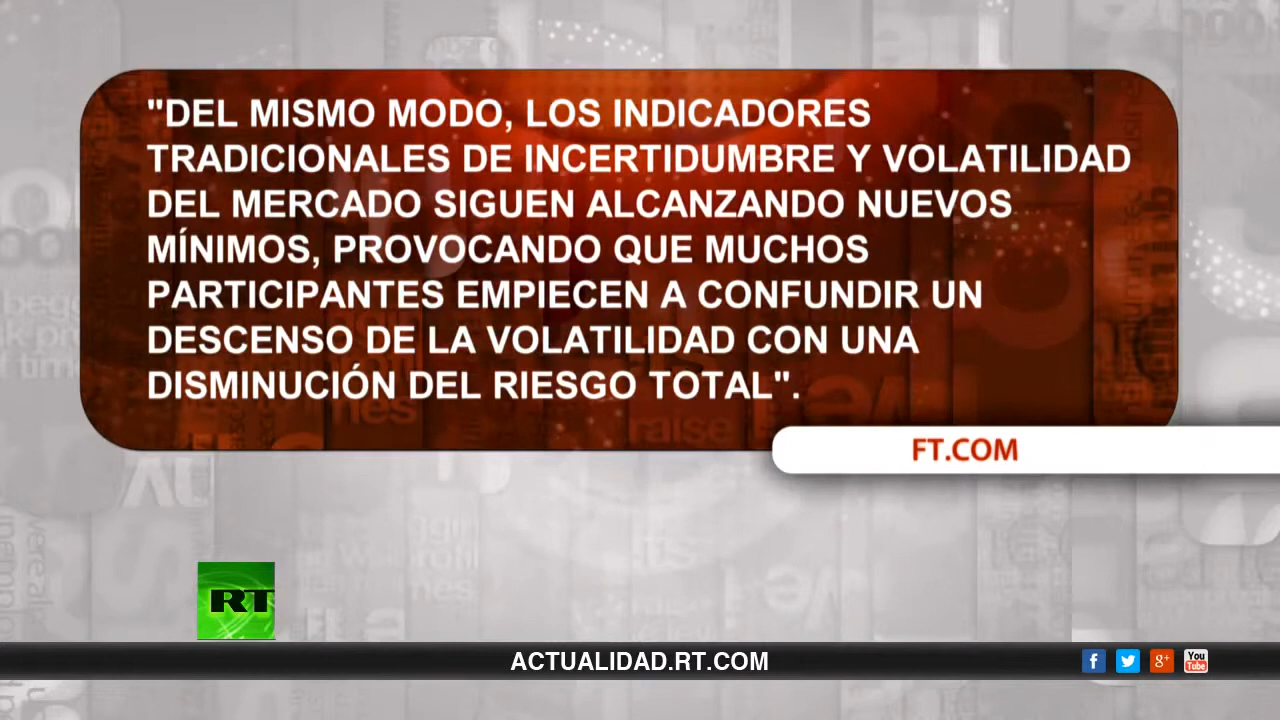 "DEL MISMO MODO, LOS INDICADORES
TRADICIONALES DE INCERTIDUMBRE Y VOLATILIDAD
DEL MERCADO SIGUEN ALCANZANDO NUEVOS
MÍNIMOS, PROVOCANDO QUE MUCHOS
PARTICIPANTES EMPIECEN A CONFUNDIR UN
DESCENSO DE LA VOLATILIDAD CON UNA
DISMINUCIÓN DEL RIESGO TOTAL".
FT.COM
RT
ACTUALIDAD.RT.COM
f
g+
You
Tube